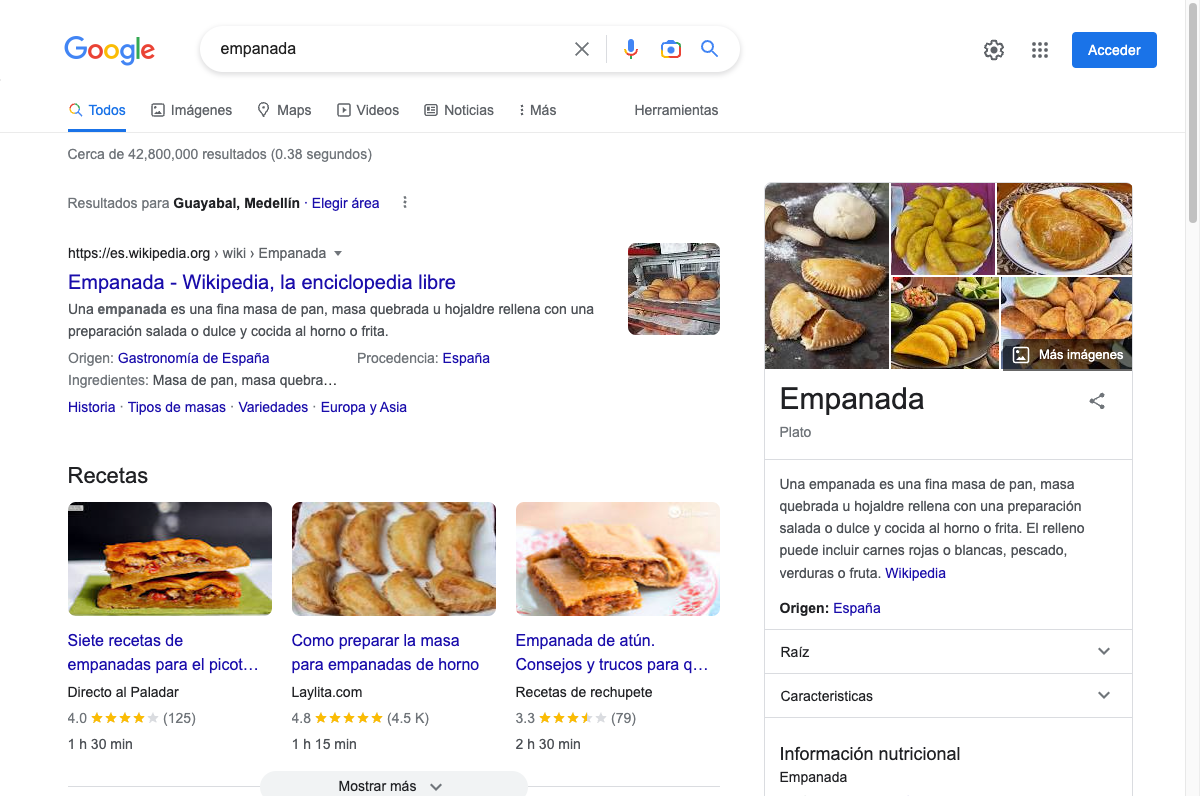 Google
empanada
Acceder
Todos
Imágenes
Maps
Videos
Noticias
Más
Herramientas
Cerca de 42,800,000 resultados (0.38 segundos)
Resultados para Guayabal, Medellín · Elegir área
https://es.wikipedia.org › wiki › Empanada
Empanada - Wikipedia, la enciclopedia libre
Una empanada es una fina masa de pan, masa quebrada u hojaldre rellena con una
preparación salada o dulce y cocida al horno o frita.
Origen: Gastronomía de España
Procedencia: España
Ingredientes: Masa de pan, masa quebra…
Historia · Tipos de masas · Variedades · Europa y Asia
Recetas
Siete recetas de
empanadas para el picot…
Directo al Paladar
4.0 (125)
1 h 30 min
Como preparar la masa
para empanadas de horno
Laylita.com
4.8 (4.5 K)
1 h 15 min
Empanada de atún.
Consejos y trucos para q…
Recetas de rechupete
3.3 (79)
2 h 30 min
Mostrar más
Más imágenes
Empanada
Plato
Una empanada es una fina masa de pan, masa
quebrada u hojaldre rellena con una preparación
salada o dulce y cocida al horno o frita. El relleno
puede incluir carnes rojas o blancas, pescado,
verduras o fruta. Wikipedia
Origen: España
Raíz
Caracteristicas
Información nutricional
Empanada